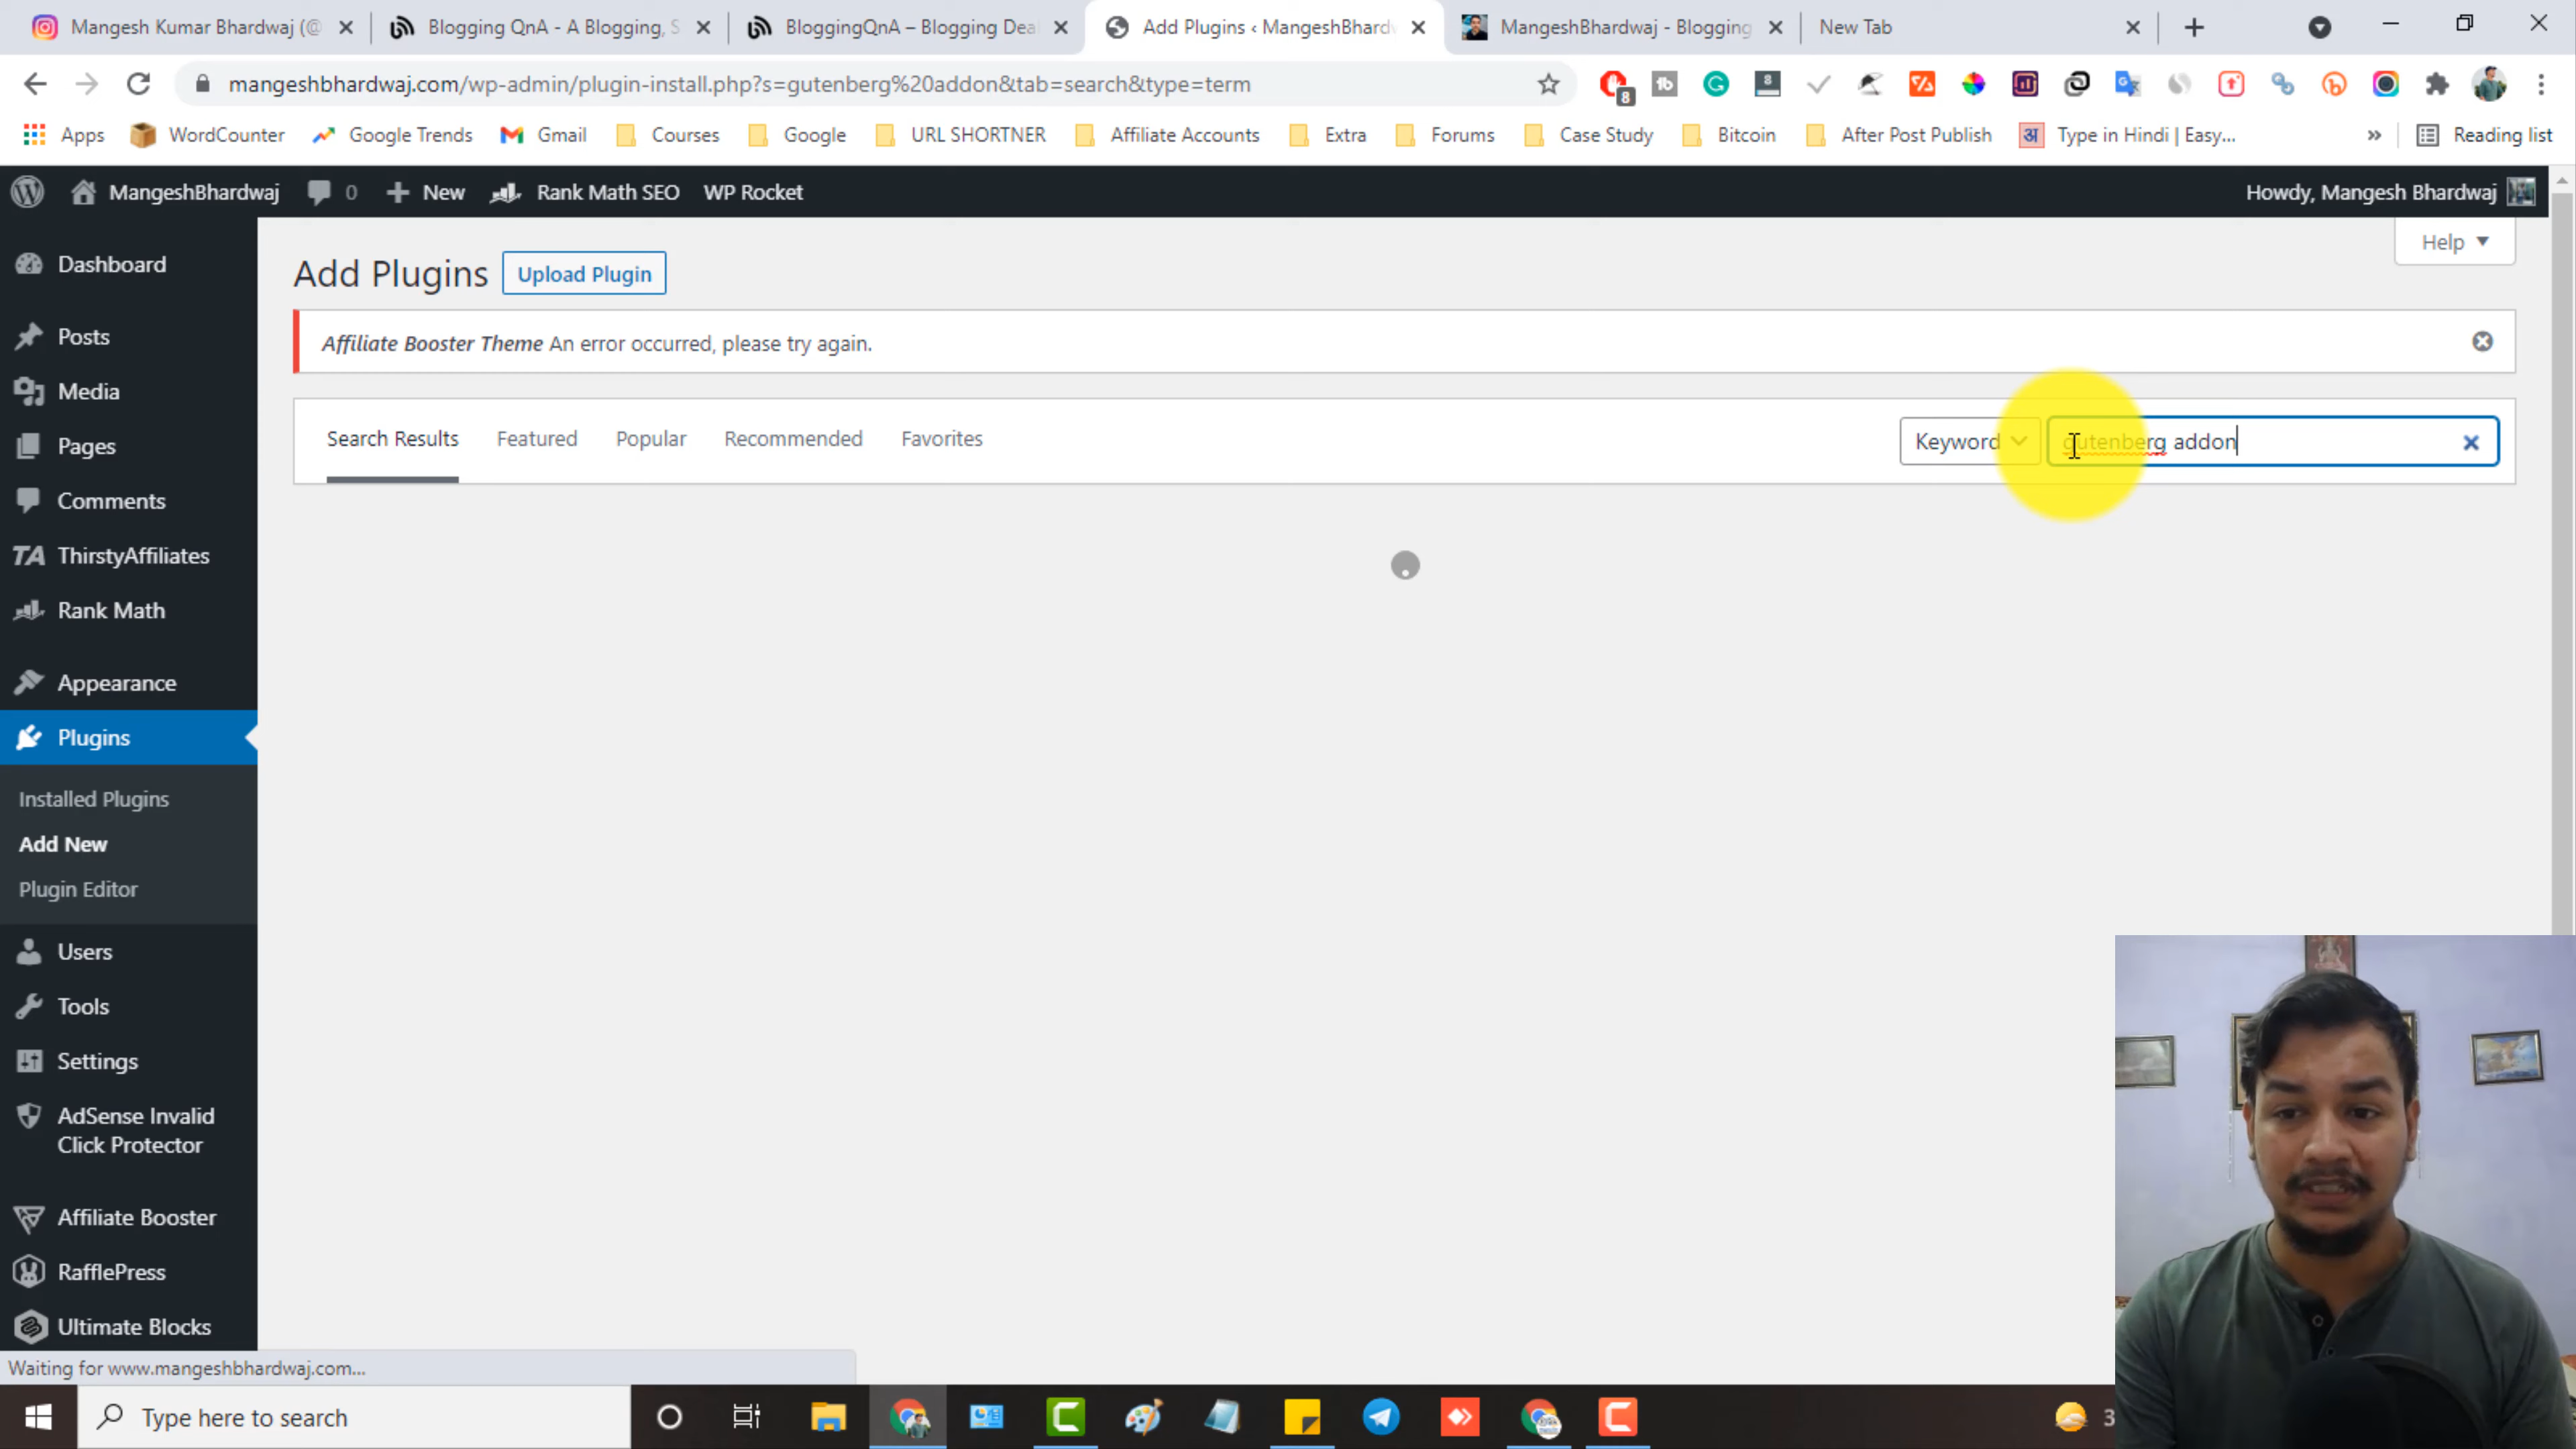 Mangesh Kumar Bhardwaj (@
Blogging QnA - A Blogging, S
BloggingQnA – Blogging Deal
Add Plugins ‹ MangeshBhardw
MangeshBhardwaj - Blogging
New Tab
mangeshbhardwaj.com/wp-admin/plugin-install.php?s=gutenberg%20addon&tab=search&type=term
8
8
Apps
WordCounter
Google Trends
Gmail
Courses
Google
URL SHORTNER
Affiliate Accounts
Extra
Forums
Case Study
Bitcoin
After Post Publish
अ
Type in Hindi | Easy...
»
Reading list
MangeshBhardwaj
0
New
Rank Math SEO
WP Rocket
Howdy, Mangesh Bhardwaj
Help
Dashboard
Posts
Media
Pages
Comments
TA ThirstyAffiliates
Rank Math
Appearance
Plugins
Installed Plugins
Add New
Plugin Editor
Users
Tools
Settings
AdSense Invalid
Click Protector
Affiliate Booster
RafflePress
Ultimate Blocks
Add Plugins
Upload Plugin
Affiliate Booster Theme An error occurred, please try again.
Search Results
Featured
Popular
Recommended
Favorites
Keyword
gutenberg addon
Waiting for www.mangeshbhardwaj.com...
Type here to search
3